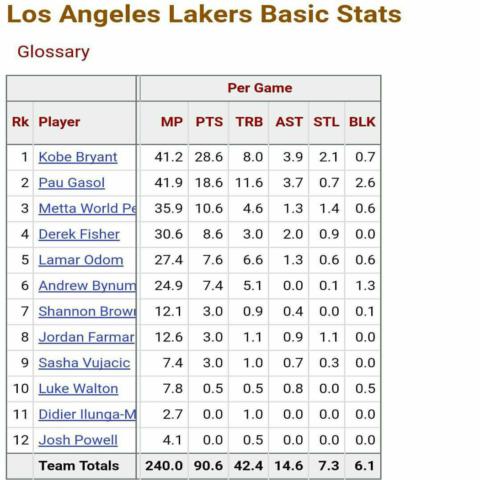 Los Angeles Lakers Basic Stats
Glossary
Per Game
Rk Player MP PTS TRB AST STL BLK
1 Kobe Bryant 41.2 28.6 8.0 3.9 2.1 0.7
2 Pau Gasol 41.9 18.6 11.6 3.7 0.7 2.6
3 Metta World Pe 35.9 10.6 4.6 1.3 1.4 0.6
4 Derek Fisher 30.6 8.6 3.0 2.0 0.9 0.0
5 Lamar Odom 27.4 7.6 6.6 1.3 0.6 0.6
6 Andrew Bynum 24.9 7.4 5.1 0.0 0.1 1.3
7 Shannon Brown 12.1 3.0 0.9 0.4 0.0 0.1
8 Jordan Farmar 12.6 3.0 1.1 0.9 1.1 0.0
9 Sasha Vujacic 7.4 3.0 1.0 0.7 0.3 0.0
10 Luke Walton 7.8 0.5 0.5 0.8 0.0 0.5
11 Didier Ilunga-M 2.7 0.0 1.0 0.0 0.0 0.0
12 Josh Powell 4.1 0.0 0.5 0.0 0.0 0.0
Team Totals 240.0 90.6 42.4 14.6 7.3 6.1